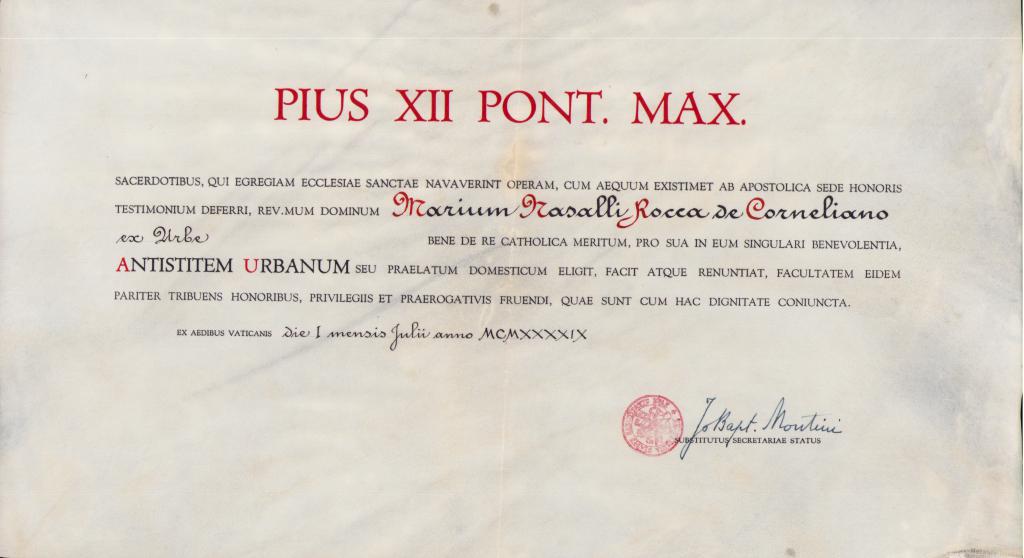 PIUS XII PONT. MAX.
SACERDOTIBUS, QUI EGREGIAM ECCLESIAE SANCTAE NAVAVERINT OPERAM, CUM AEQUUM EXISTIMET AB APOSTOLICA SEDE HONORIS
TESTIMONIUM DEFERRI, REV.MUM DOMINUM Marium Nasalli Rocca de Corneliano
ex Urbe BENE DE RE CATHOLICA MERITUM, PRO SUA IN EUM SINGULARI BENEVOLENTIA,
ANTISTITEM URBANUM SEU PRAELATUM DOMESTICUM ELIGIT, FACIT ATQUE RENUNTIAT, FACULTATEM EIDEM
PARITER TRIBUENS HONORIBUS, PRIVILEGIIS ET PRAEROGATIVIS FRUENDI, QUAE SUNT CUM HAC DIGNITATE CONIUNCTA.
EX AEDIBUS VATICANIS die I mensis Julii anno MCMXXXXIX
Jo Bapt. Montini
SUBSTITUTUS SECRETARIAE STATUS